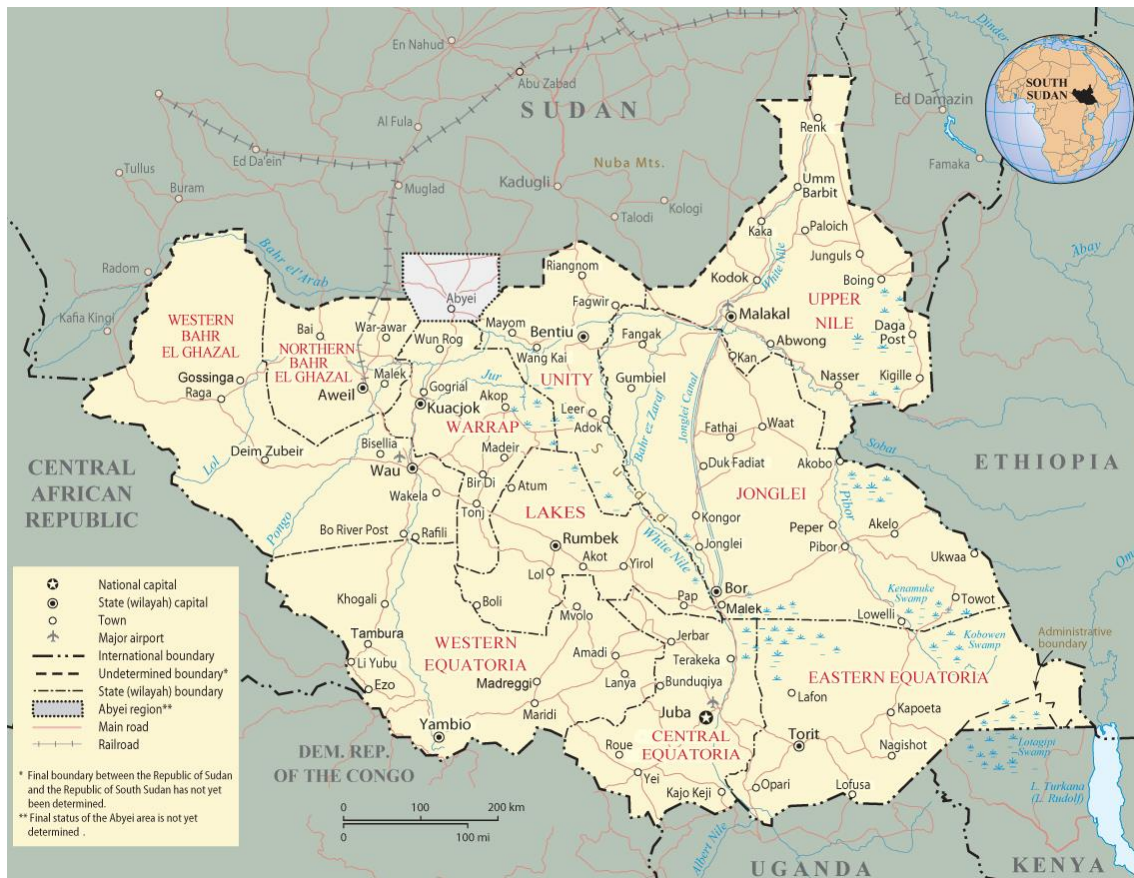 Dinder
En Nahud
Abu Zabad
SUDAN
SOUTH
SUDAN
Ed Damazin
Al Fula
Renk
Ed Da'ein
Tullus
Nuba Mts.
Famaka
Buram
Muglad
Kadugli
Umm
Barbit
Talodi
Kologi
Kaka
Paloich
Abay
Bahr el'Arab
Radom
Riangnom
Junguls
White Nile
Kodok
Boing
Abyei
Fagwir
UPPER
NILE
Kafia Kingi
WESTERN
BAHR
EL GHAZAL
Bai
War-awar
Mayom
Bentiu
Malakal
Fangak
Daga
Post
NORTHERN
BAHR
EL GHAZAL
Wun Rog
Wang Kai
Abwong
Kan
Gossinga
Malek
Jur
UNITY
Gumbiel
Nasser
Kigille
Raga
Aweil
Gogrial
Akop
Kuacjok
Leer
Adok
Bahr ez Zaraf
Jonglei Canal
WARRAP
Fathai
Waat
Bisellia
Madeir
Sudd
Sobat
Deim Zubeir
Lol
Wau
Duk Fadiat
Akobo
ETHIOPIA
CENTRAL
AFRICAN
REPUBLIC
Bir Di
Atum
JONGLEI
Pibor
Wakela
Tonj
LAKES
Kongor
Pongo
Bo River Post
Rafili
Peper
Akelo
Rumbek
White Nile
Jonglei
Pibor
Ukwaa
Akot
Yirol
Lol
Om
Bor
Kenamuke
Swamp
Khogali
Boli
Mvolo
Pap
Malek
Towot
Lowelli
Tambura
WESTERN
EQUATORIA
Jerbar
Kobowen
Swamp
Administrative
boundary
Li Yubu
Amadi
Terakeka
Ezo
Madreggi
Lanya
Bunduqiya
EASTERN EQUATORIA
Lafon
Maridi
Juba
Kapoeta
Yambio
CENTRAL
EQUATORIA
Torit
DEM. REP.
OF THE CONGO
Roue
Nagishot
Lotagipi
Swamp
Yei
Kajo Keji
Opari
Lofusa
L. Turkana
(L. Rudolf)
Albert Nile
UGANDA
KENYA
National capital
State (wilayah) capital
Town
Major airport
International boundary
Undetermined boundary*
State (wilayah) boundary
Abyei region**
Main road
Railroad
* Final boundary between the Republic of Sudan
and the Republic of South Sudan has not yet
been determined.
** Final status of the Abyei area is not yet
determined .
0 100 200 km
0 100 mi